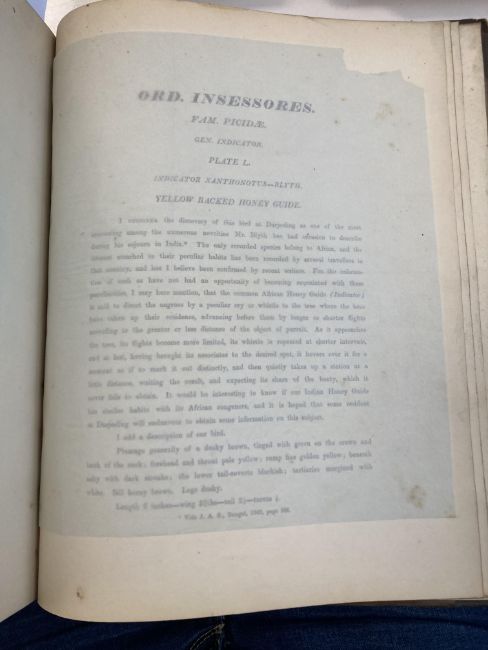 ORD. INSESSORES.
FAM. PICIDÆ.
GEN. INDICATOR.
PLATE L.
INDICATOR XANTHONOTUS—BLYTH.
YELLOW BACKED HONEY GUIDE.
I the discovery of this bird at Darjeeling as one of the most
interesting among the numerous novelties Mr. Blyth has had occasion to describe
during his sojourn in India.* The only recorded species belong to Africa, and the
interest attached to their peculiar habits has been recorded by several travellers in
that country, and has I believe been confirmed by recent writers. For the information
of such as have not had an opportunity of becoming acquainted with these
peculiarities, I may here mention, that the common African Honey Guide (Indicator)
is said to direct the negroes by a peculiar cry or whistle to the tree where the bees
have taken up their residence, advancing before them by longer or shorter flights
according to the greater or less distance of the object of pursuit. As it approaches
the tree, its flights become more limited, its whistle is repeated at shorter intervals,
and at last, having brought its associates to the desired spot, it hovers over it for a
moment as if to mark it out distinctly, and then quietly takes up a station at a
little distance, waiting the result, and expecting its share of the booty, which it
never fails to obtain. It would be interesting to know if our Indian Honey Guide
has similar habits with its African congeners, and it is hoped that some resident
at Darjeeling will endeavour to obtain some information on this subject.
I add a description of our bird.
Plumage generally of a dusky brown, tinged with green on the crown and
back of the neck; forehead and throat pale yellow; rump fine golden yellow; beneath
ashy with dark streaks; the lower tail-coverts blackish; tertiaries margined with
white. Bill horny brown. Legs dusky.
Length 6 inches—wing —tail —tarsi
* Vide J. A. S., Bengal, 1842, page